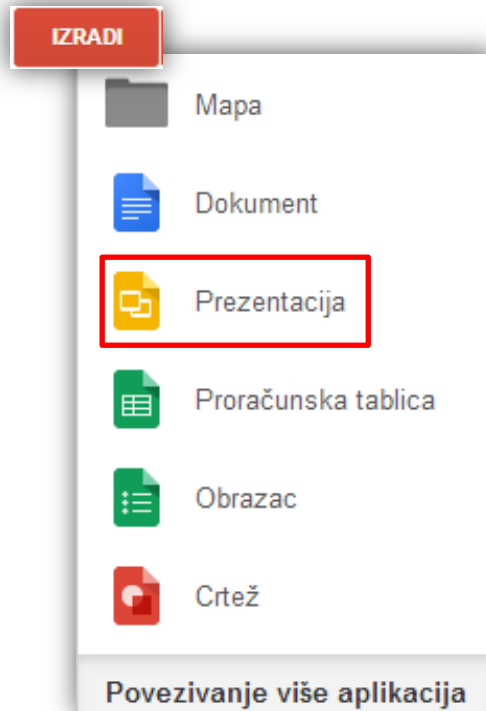 IZRADI
Mapa
Dokument
Prezentacija
Proračunska tablica
Obrazac
Crtež
Povezivanje više aplikacija